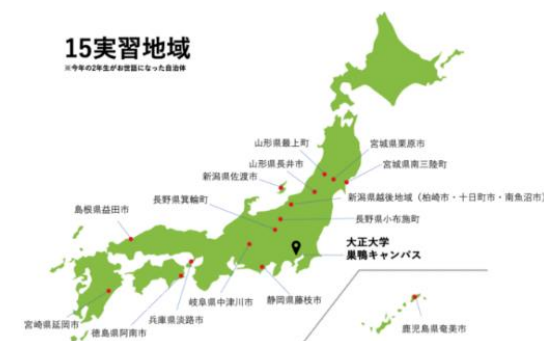 15実習地域
※今年の2年生がお世話になった自治体
山形県最上町
宮城県栗原市
山形県長井市
宮城県南三陸町
新潟県佐渡市
新潟県越後地域（柏崎市・十日町市・南魚沼市）
長野県箕輪町
長野県小布施町
島根県益田市
大正大学
巣鴨キャンパス
岐阜県中津川市
静岡県藤枝市
兵庫県淡路市
宮崎県延岡市
徳島県阿南市
鹿児島県奄美市